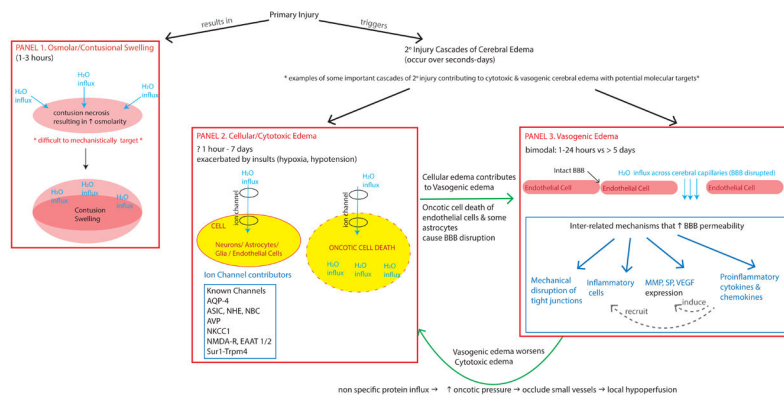 Primary Injury
results in
triggers
PANEL 1. Osmolar/Contusional Swelling
(1-3 hours)
H₂O
influx
H₂O
influx
H₂O
influx
contusion necrosis
resulting in ↑ osmolarity
* difficult to mechanistically target *
H₂O
influx
H₂O
influx
H₂O
influx
Contusion
Swelling
2º Injury Cascades of Cerebral Edema
(occur over seconds-days)
* examples of some important cascades of 2º injury contributing to cytotoxic & vasogenic cerebral edema with potential molecular targets*
PANEL 2. Cellular/Cytotoxic Edema
? 1 hour - 7 days
exacerbated by insults (hypoxia, hypotension)
H₂O
influx
ion channel
CELL
Neurons/ Astrocytes/
Glia / Endothelial Cells
H₂O
influx
ion channel
ONCOTIC CELL DEATH
H₂O
influx
H₂O
influx
H₂O
influx
Ion Channel contributors
Known Channels
AQP-4
ASIC, NHE, NBC
AVP
NKCC1
NMDA-R, EAAT 1/2
Sur1-Trpm4
Cellular edema contributes
to Vasogenic edema
Oncotic cell death of
endothelial cells & some
astrocytes
cause BBB disruption
PANEL 3. Vasogenic Edema
bimodal: 1-24 hours vs > 5 days
Intact BBB
H₂O influx across cerebral capillaries (BBB disrupted)
Endothelial Cell
Endothelial Cell
Endothelial Cell
Inter-related mechanisms that ↑ BBB permeability
Mechanical
disruption of
tight junctions
Inflammatory
cells
MMP, SP, VEGF
expression
Proinflammatory
cytokines &
chemokines
recruit
induce
Vasogenic edema worsens
Cytotoxic edema
non specific protein influx → ↑ oncotic pressure → occlude small vessels → local hypoperfusion